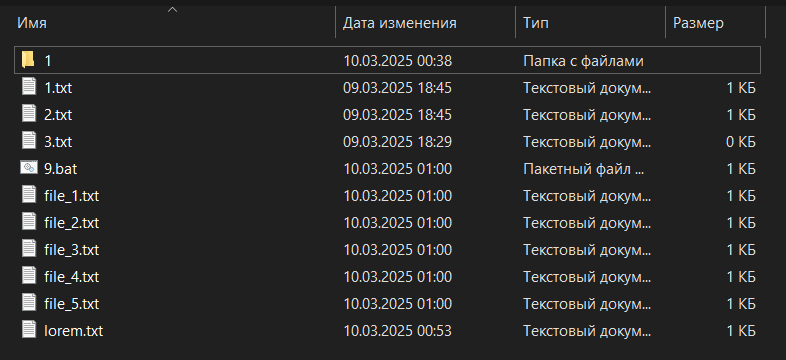 Имя Дата изменения Тип Размер
1 10.03.2025 00:38 Папка с файлами
1.txt 09.03.2025 18:45 Текстовый докум... 1 КБ
2.txt 09.03.2025 18:45 Текстовый докум... 1 КБ
3.txt 09.03.2025 18:29 Текстовый докум... 0 КБ
9.bat 10.03.2025 01:00 Пакетный файл ... 1 КБ
file_1.txt 10.03.2025 01:00 Текстовый докум... 1 КБ
file_2.txt 10.03.2025 01:00 Текстовый докум... 1 КБ
file_3.txt 10.03.2025 01:00 Текстовый докум... 1 КБ
file_4.txt 10.03.2025 01:00 Текстовый докум... 1 КБ
file_5.txt 10.03.2025 01:00 Текстовый докум... 1 КБ
lorem.txt 10.03.2025 00:53 Текстовый докум... 1 КБ